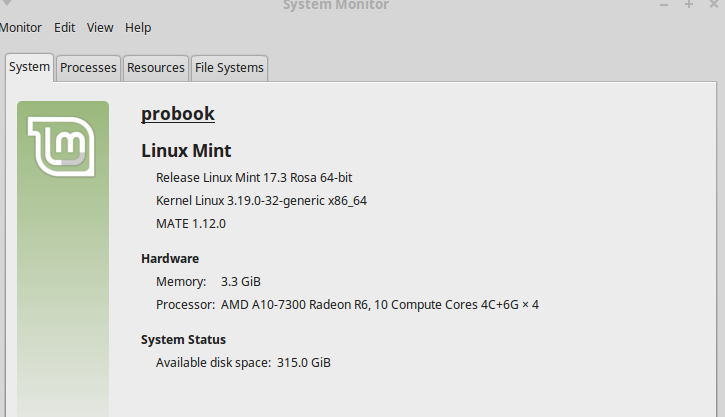 System Monitor
Monitor Edit View Help
System Processes Resources File Systems
probook
Linux Mint
Release Linux Mint 17.3 Rosa 64-bit
Kernel Linux 3.19.0-32-generic x86_64
MATE 1.12.0
Hardware
Memory: 3.3 GiB
Processor: AMD A10-7300 Radeon R6, 10 Compute Cores 4C+6G × 4
System Status
Available disk space: 315.0 GiB